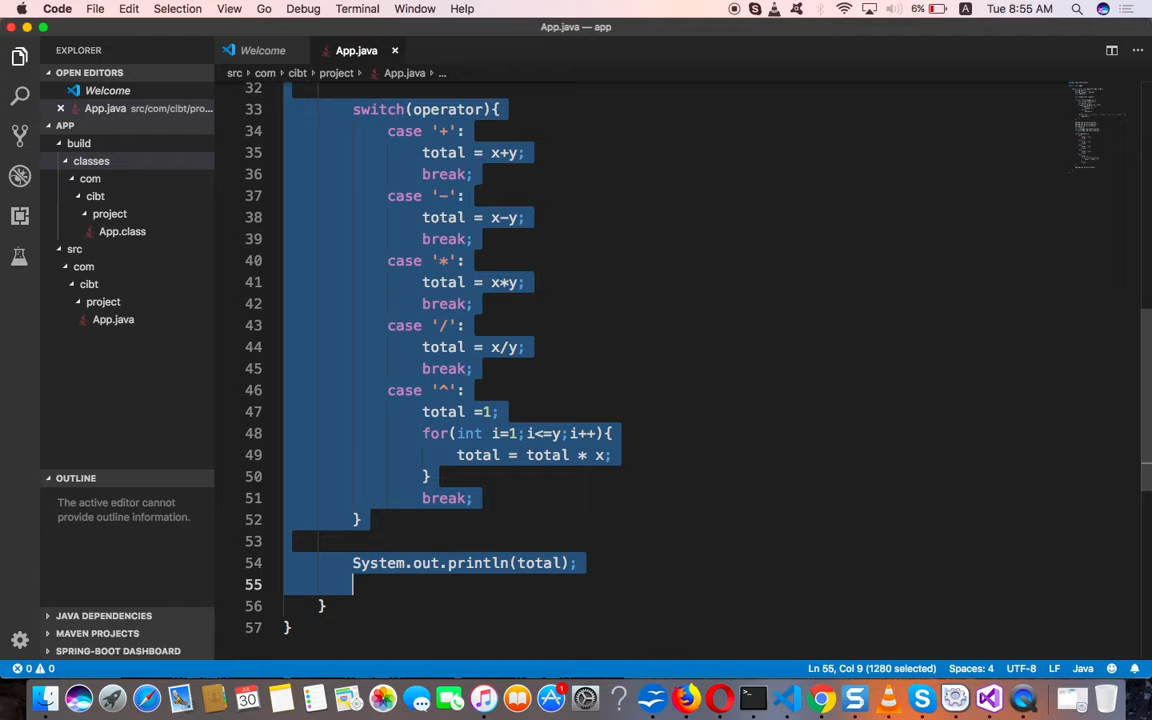 Code File Edit Selection View Go Debug Terminal Window Help 6% A Tue 8:55 AM
App.java — app
EXPLORER
OPEN EDITORS
Welcome
App.java src/com/cibt/pro...
APP
build
classes
com
cibt
project
App.class
src
com
cibt
project
App.java
OUTLINE
The active editor cannot
provide outline information.
JAVA DEPENDENCIES
MAVEN PROJECTS
SPRING-BOOT DASHBOARD
Welcome App.java
src com cibt project App.java ...
32
33 switch(operator){
34 case '+':
35 total = x+y;
36 break;
37 case '-':
38 total = x-y;
39 break;
40 case '*':
41 total = x*y;
42 break;
43 case '/':
44 total = x/y;
45 break;
46 case '^':
47 total =1;
48 for(int i=1;i<=y;i++){
49 total = total * x;
50 }
51 break;
52 }
53
54 System.out.println(total);
55
56 }
57 }
0 0 Ln 55, Col 9 (1280 selected) Spaces: 4 UTF-8 LF Java
30
1